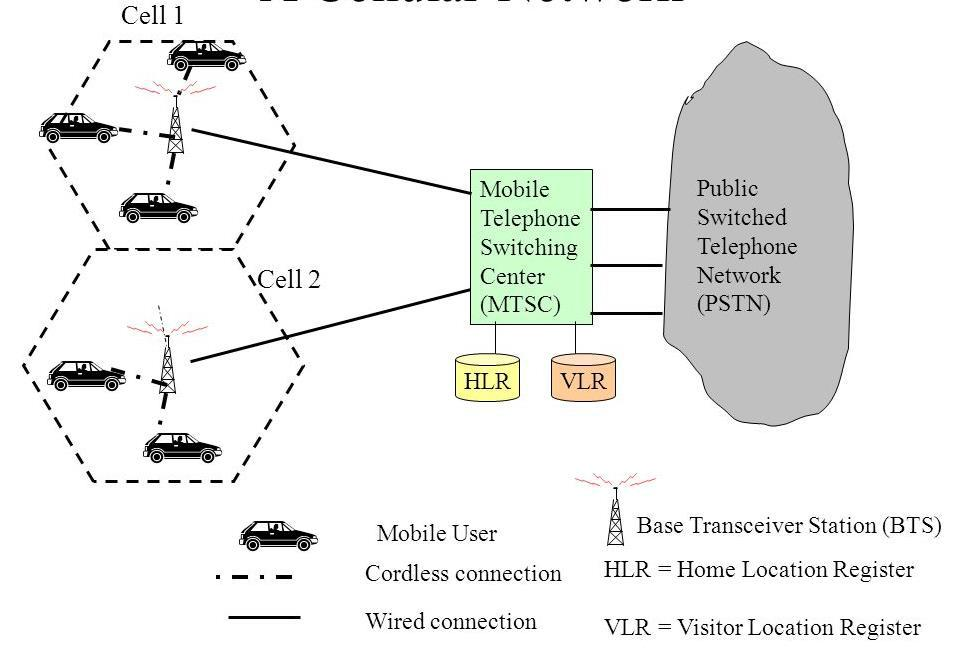 Cell 1
Mobile
Telephone
Switching
Center
(MTSC)
Public
Switched
Telephone
Network
(PSTN)
Cell 2
HLR
VLR
Mobile User
Base Transceiver Station (BTS)
Cordless connection
HLR = Home Location Register
Wired connection
VLR = Visitor Location Register